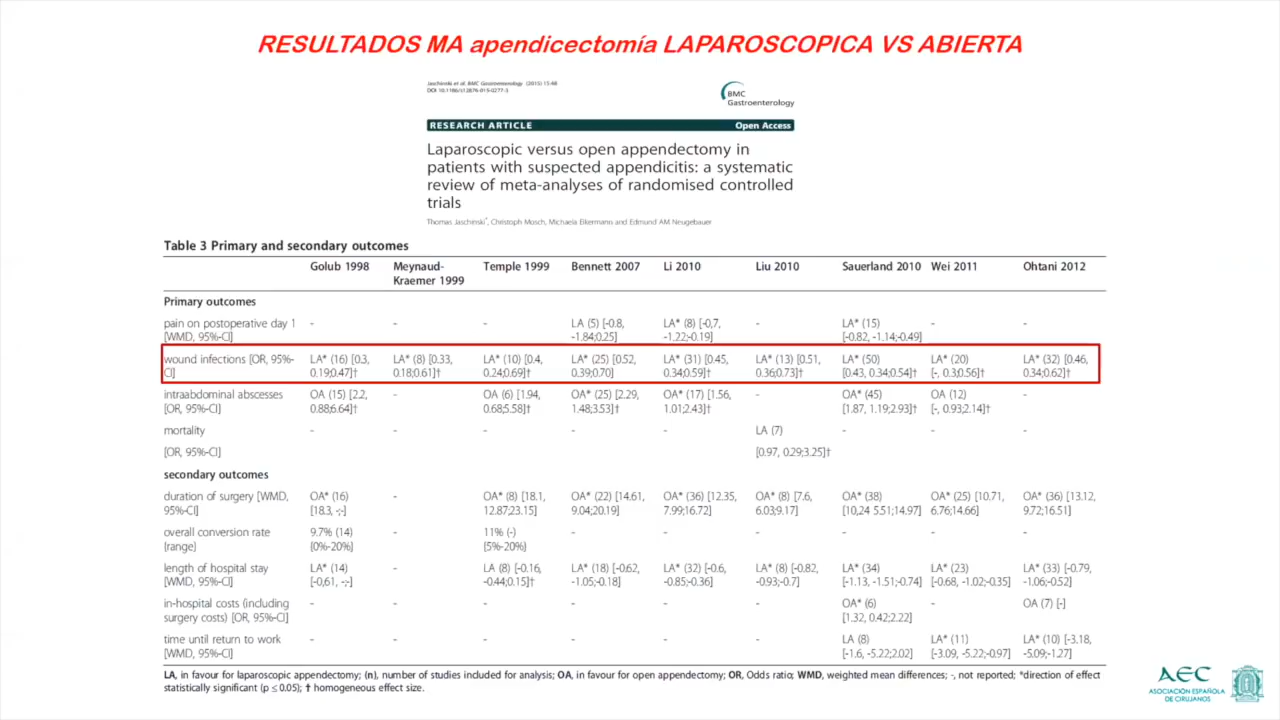 RESULTADOS MA apendicectomía LAPAROSCOPICA VS ABIERTA
Jaschinski et al. BMC Gastroenterology (2015) 15:48
DOI 10.1186/s12876-015-0277-3
BMC
Gastroenterology
RESEARCH ARTICLE Open Access
Laparoscopic versus open appendectomy in
patients with suspected appendicitis: a systematic
review of meta-analyses of randomised controlled
trials
Thomas Jaschinski*, Christoph Mosch, Michaela Eikermann and Edmund AM Neugebauer
Table 3 Primary and secondary outcomes
Golub 1998 Meynaud- Temple 1999 Bennett 2007 Li 2010 Liu 2010 Sauerland 2010 Wei 2011 Ohtani 2012
Kraemer 1999
Primary outcomes
pain on postoperative day 1 - - - LA (5) [-0.8, LA* (8) [-0,7, - LA* (15) - -
[WMD, 95%-CI] -1.84;0.25] -1.22;-0.19] [-0.82, -1.14;-0.49]
wound infections [OR, 95%- LA* (16) [0.3, LA* (8) [0.33, LA* (10) [0.4, LA* (25) [0.52, LA* (31) [0.45, LA* (13) [0.51, LA* (50) LA* (20) LA* (32) [0.46,
CI] 0.19;0.47]† 0.18;0.61]† 0.24;0.69]† 0.39;0.70] 0.34;0.59]† 0.36;0.73]† [0.43, 0.34;0.54]† [-, 0.3;0.56]† 0.34;0.62]†
intraabdominal abscesses OA (15) [2.2, - OA (6) [1.94, OA* (25) [2.29, OA* (17) [1.56, - OA* (45) OA (12) -
[OR, 95%-CI] 0.88;6.64]† 0.68;5.58]† 1.48;3.53]† 1.01;2.43]† [1.87, 1.19;2.93]† [-, 0.93;2.14]†
mortality - - - - - LA (7) - - -
[OR, 95%-CI] [0.97, 0.29;3.25]†
secondary outcomes
duration of surgery [WMD, OA* (16) - OA* (8) [18.1, OA* (22) [14.61, OA* (36) [12.35, OA* (8) [7.6, OA* (38) OA* (25) [10.71, OA* (36) [13.12,
95%-CI] [18.3, -;-] 12.87;23.15] 9.04;20.19] 7.99;16.72] 6.03;9.17] [10,24 5.51;14.97] 6.76;14.66] 9.72;16.51]
overall conversion rate 9.7% (14) - 11% (-) - - - - - -
(range) (0%-20%) (5%-20%)
length of hospital stay LA* (14) - LA (8) [-0.16, LA* (18) [-0.62, LA* (32) [-0.6, LA* (8) [-0.82, LA* (34) LA* (23) LA* (33) [-0.79,
[WMD, 95%-CI] [-0,61, -;-] -0.44;0.15]† -1.05;-0.18] -0.85;-0.36] -0.93;-0.7] [-1.13, -1.51;-0.74] [-0.68, -1.02;-0.35] -1.06;-0.52]
in-hospital costs (including - - - - - - OA* (6) - OA (7) [-]
surgery costs) [OR, 95%-CI] [1.32, 0.42;2.22]
time until return to work - - - - - - LA (8) LA* (11) LA* (10) [-3.18,
[WMD, 95%-CI] [-1.6, -5.22;2.02] [-3.09, -5.22;-0.97] -5.09;-1.27]
LA, in favour for laparoscopic appendectomy; (n), number of studies included for analysis; OA, in favour for open appendectomy; OR, Odds ratio; WMD, weighted mean differences; -, not reported; *direction of effect
statistically significant (p ≤ 0.05); † homogeneous effect size.
AEC
ASOCIACIÓN ESPAÑOLA
DE CIRUJANOS